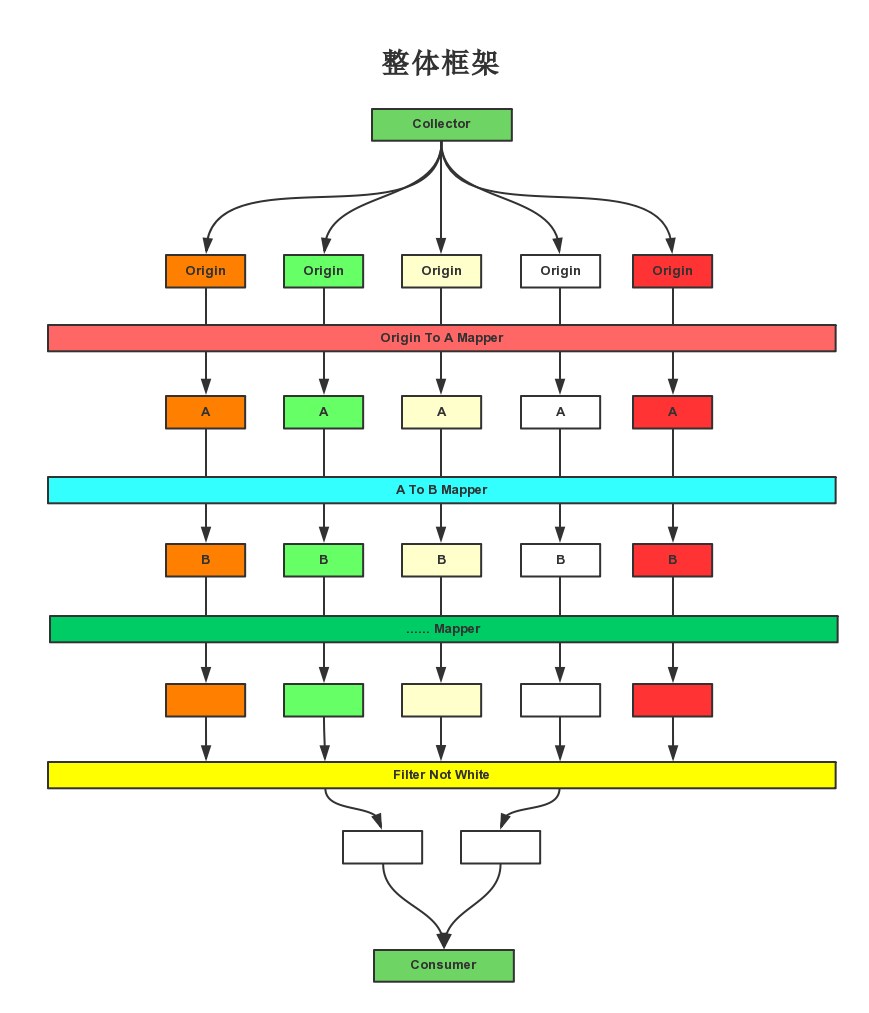 整体框架
Collector
Origin
Origin
Origin
Origin
Origin
Origin To A Mapper
A
A
A
A
A
A To B Mapper
B
B
B
B
B
...... Mapper
Filter Not White
Consumer